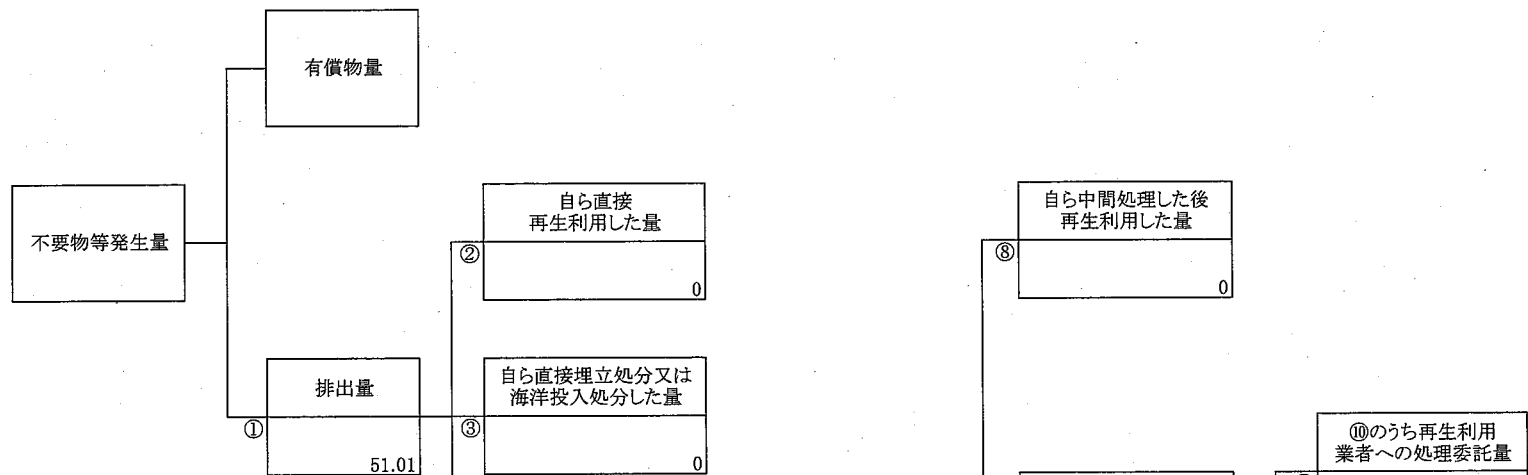 有償物量
不要物等発生量
自ら直接
再生利用した量
②
0
自ら中間処理した後
再生利用した量
⑧
0
排出量
①
51.01
自ら直接埋立処分又は
海洋投入処分した量
③
0
⑩のうち再生利用
業者への処理委託量